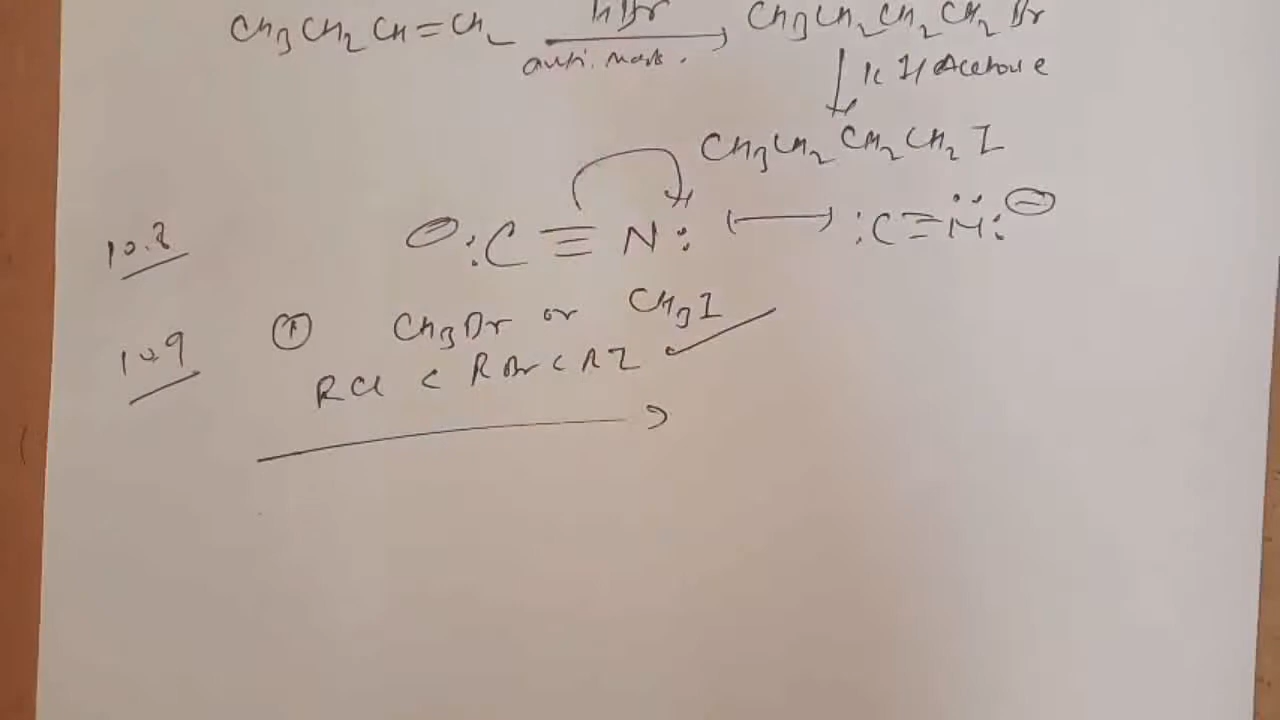 CH3CH2CH=CH2 HBr CH3CH2CH2CH2Br
anti. mark.
KI/Acetone
CH3CH2CH2CH2I
10.8 ⊖:C≡N: ⟷ :C=N̈:⊖
10.9 ① CH3Br or CH3I
RCl < RBr < RI